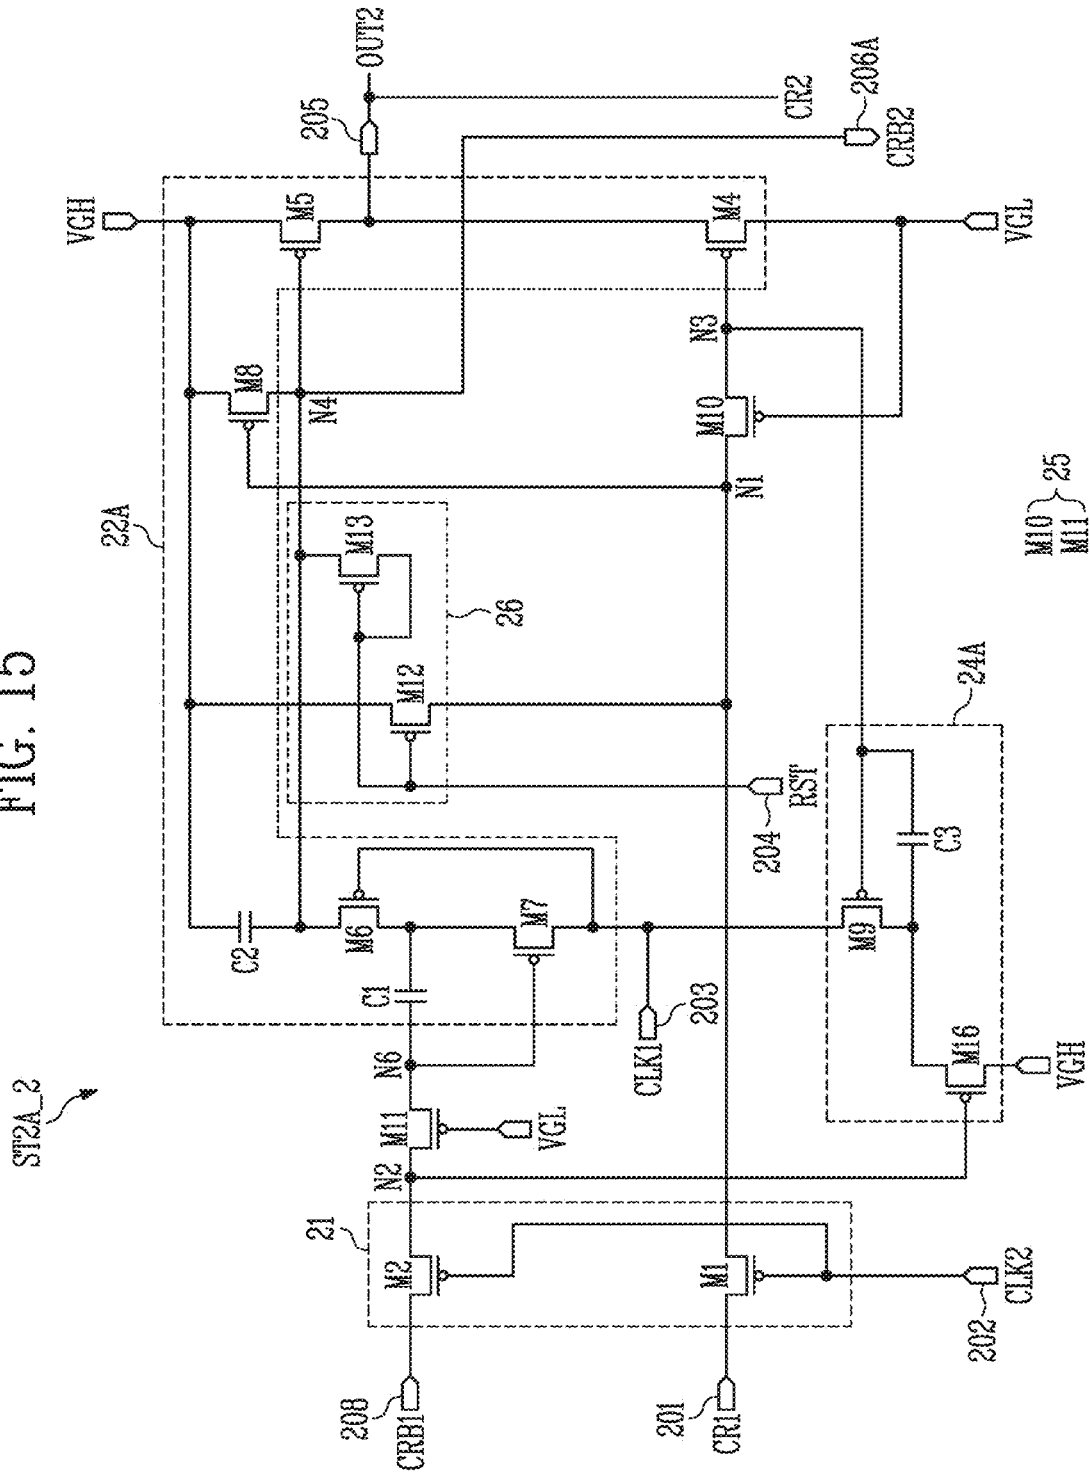 FIG. 15
ST2A_2
22A
VGH
C2
M8
M5
205
OUT2
N4
M6
M13
M12
26
CR2
206A
CRB2
C1
M7
N6
N2
M11
VGL
21
M2
208
CRB1
CLK1
203
204
RST
N1
M10
N3
M4
VGL
M1
201
CR1
202
CLK2
M9
C3
M16
VGH
24A
M10
M11
25